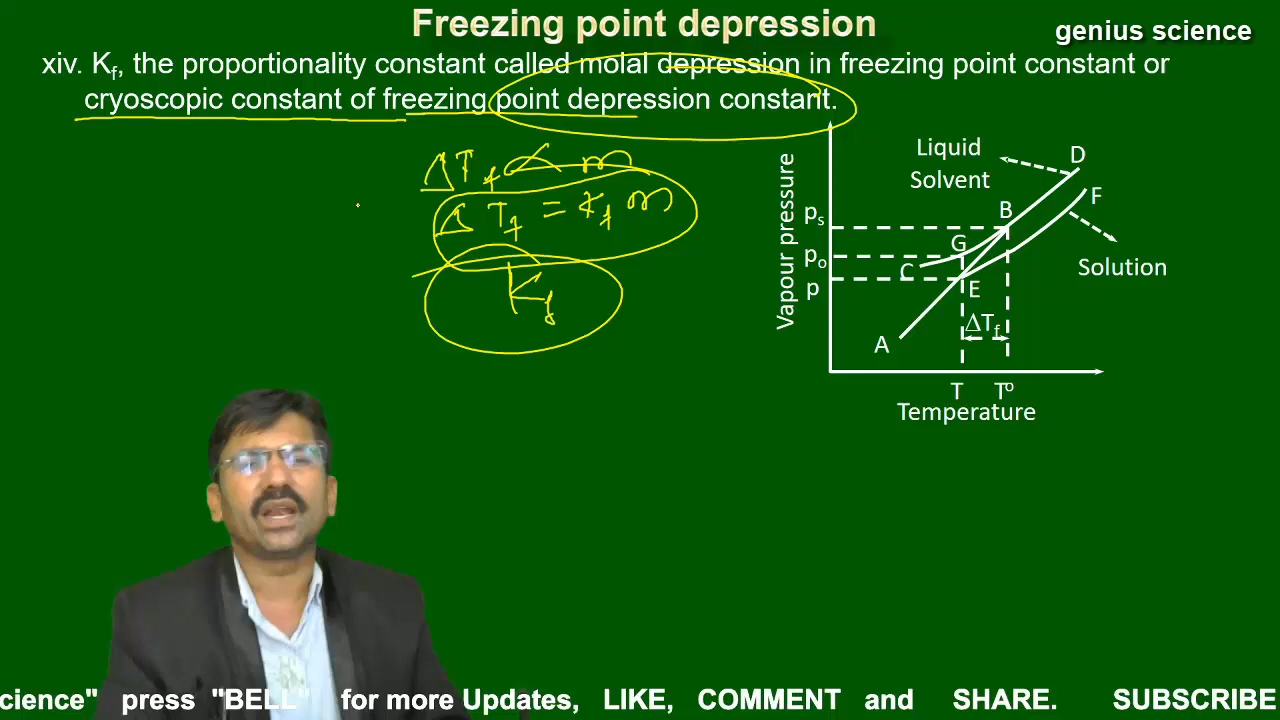 Freezing point depression
genius science
xiv. Kf, the proportionality constant called molal depression in freezing point constant or
cryoscopic constant of freezing point depression constant.
ΔTf ∝ m
ΔTf = Kf m
Kf
Vapour pressure
ps
po
p
Liquid
Solvent
D
F
B
G
C
E
Solution
ΔTf
A
T To
Temperature
cience" press "BELL" for more Updates, LIKE, COMMENT and SHARE. SUBSCRIBE